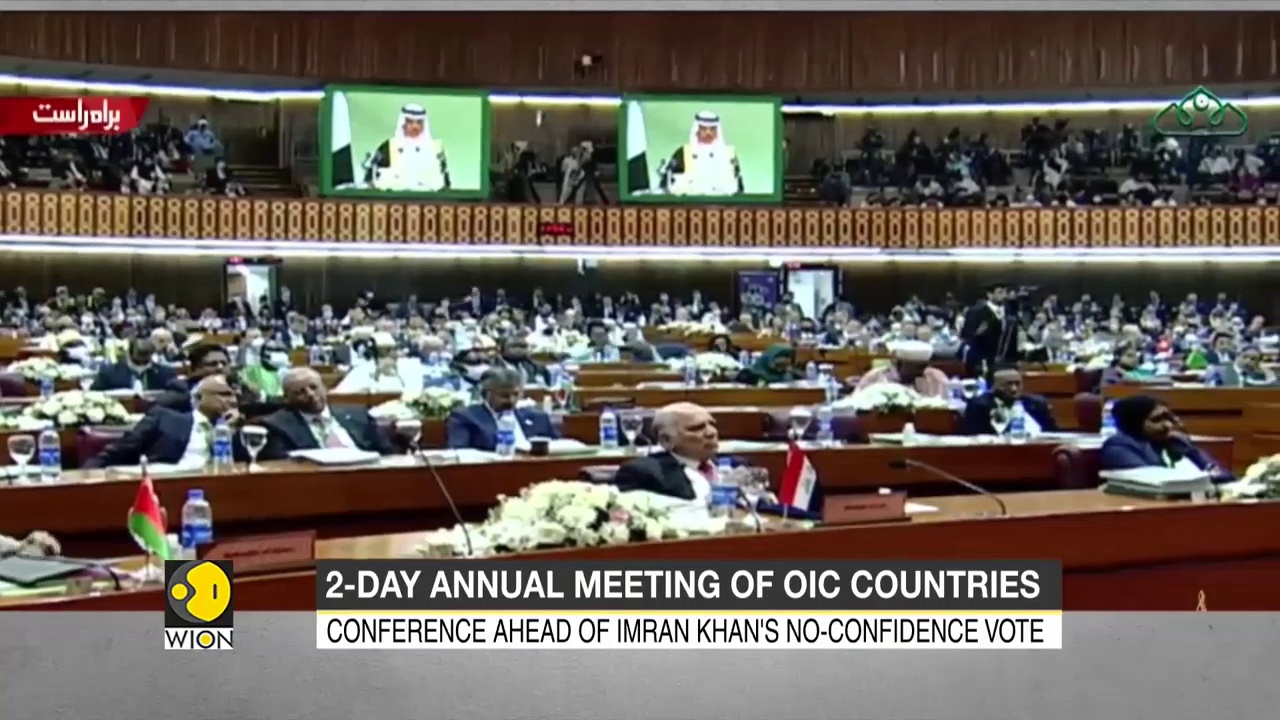 براہ راست
2-DAY ANNUAL MEETING OF OIC COUNTRIES
WION
CONFERENCE AHEAD OF IMRAN KHAN'S NO-CONFIDENCE VOTE